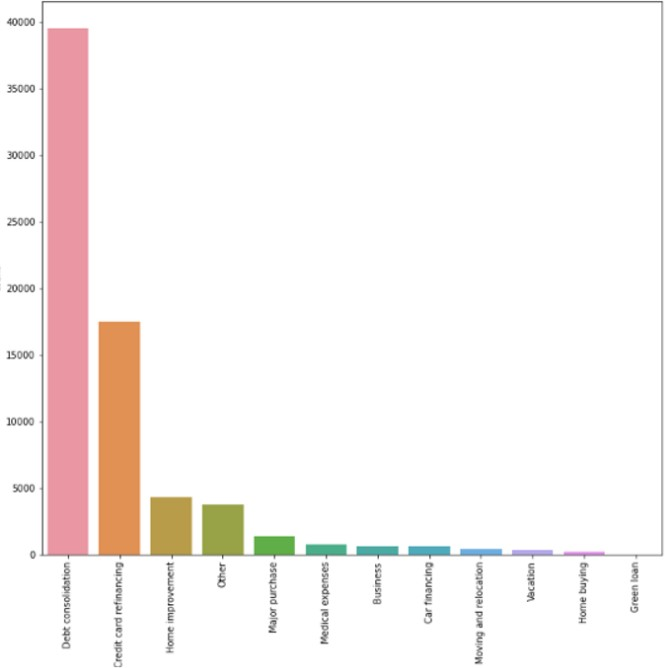 40000
35000
30000
25000
20000
15000
10000
5000
0
Debt consolidation
Credit card refinancing
Home improvement
Other
Major purchase
Medical expenses
Business
Car financing
Moving and relocation
Vacation
Home buying
Green loan